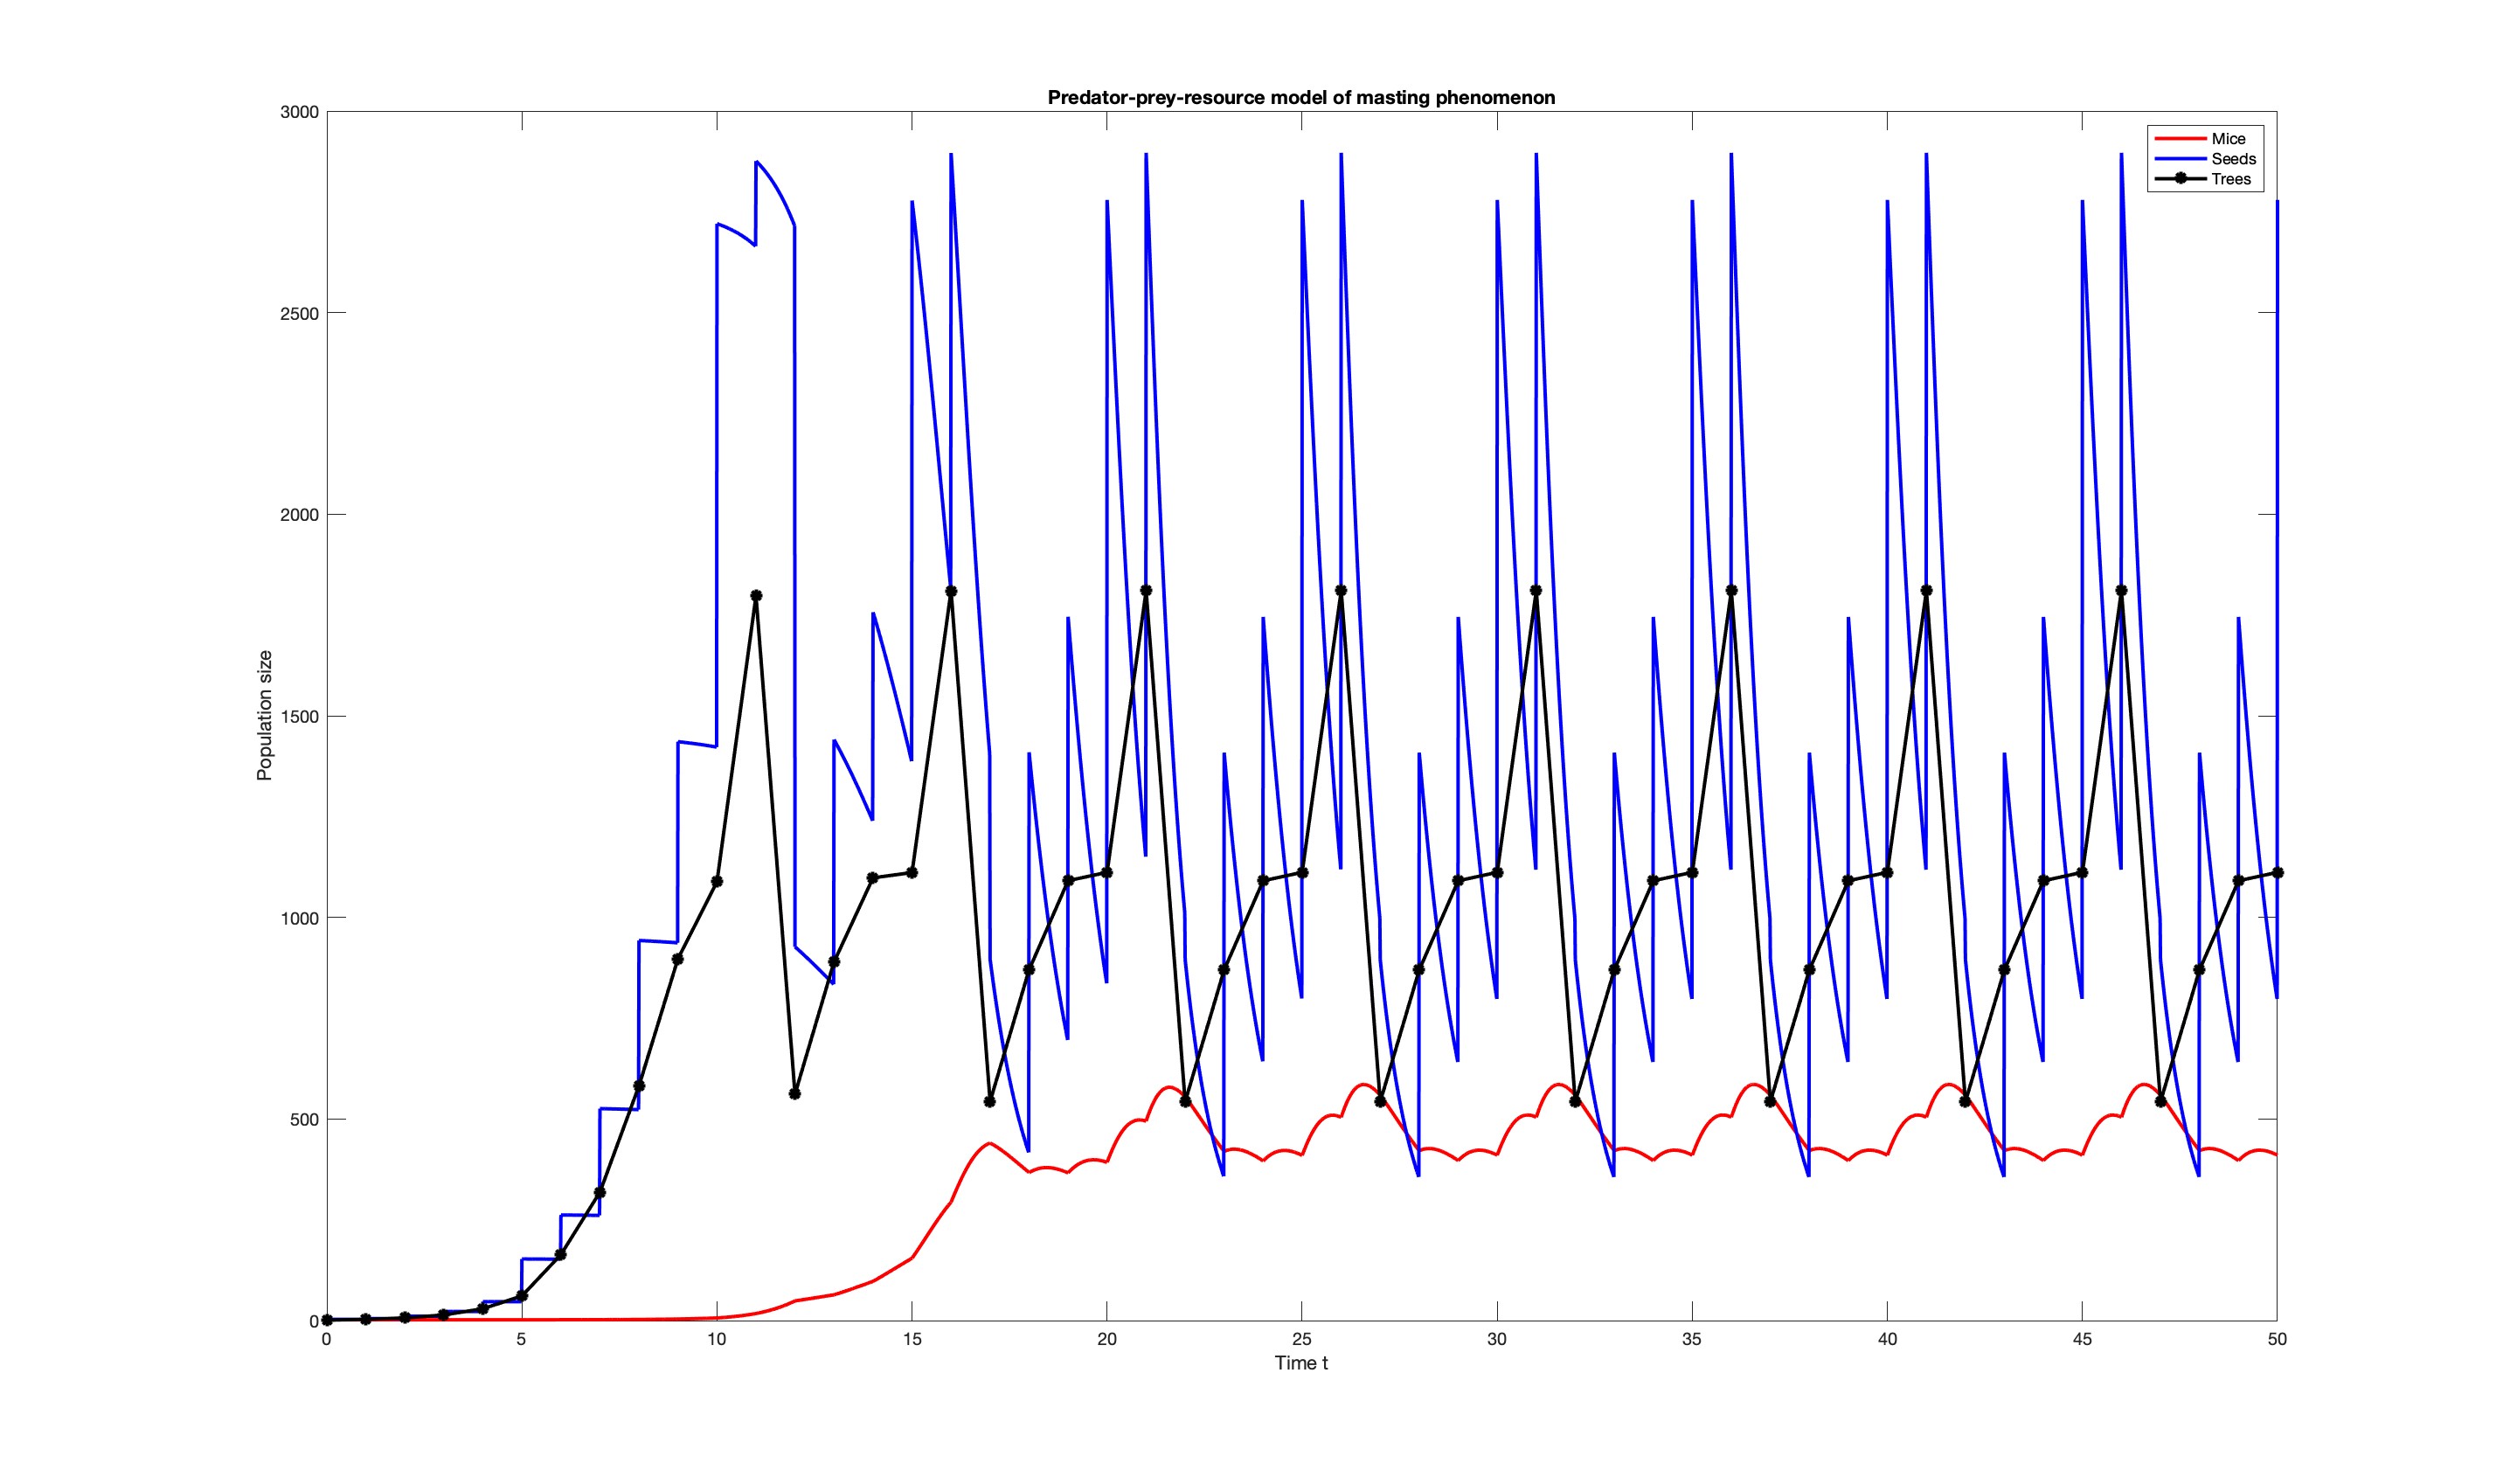 Predator-prey-resource model of masting phenomenon
3000
2500
2000
1500
1000
500
0
Population size
Mice
Seeds
Trees
0 5 10 15 20 25 30 35 40 45 50
Time t